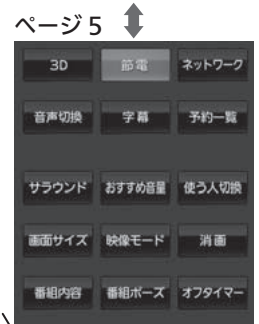 ページ 5
3D 節電 ネットワーク
音声切換 字幕 予約一覧
サラウンド おすすめ音量 使う人切換
画面サイズ 映像モード 消画
番組内容 番組ポーズ オフタイマー